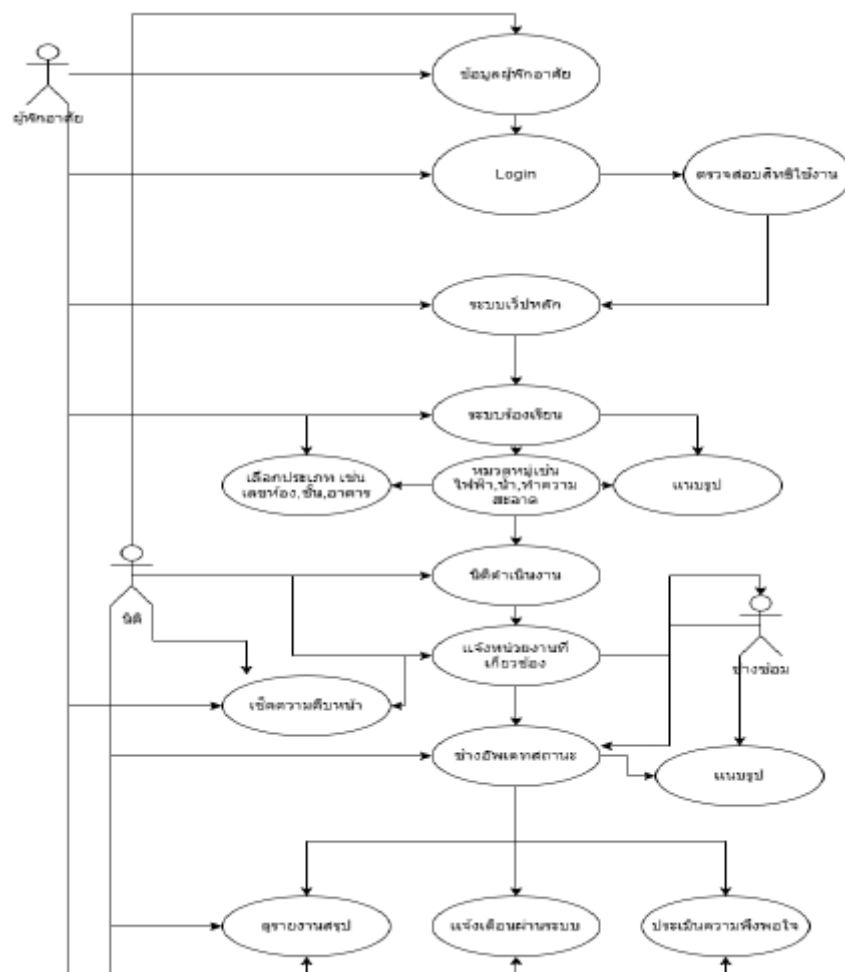 ข้อมูลผู้พักอาศัย
ผู้พักอาศัย
Login
ตรวจสอบสิทธิใช้งาน
ระบบเว็ปหลัก
ระบบร้องเรียน
เลือกประเภท เช่น
เลขห้อง,ชั้น,อาคาร
หมวดหมู่เช่น
ไฟฟ้า,น้ำ,ทำความ
สะอาด
แนบรูป
นิติดำเนินงาน
นิติ
แจ้งหน่วยงานที่
เกี่ยวข้อง
ช่างซ่อม
เช็คความคืบหน้า
ช่างอัพเดทสถานะ
แนบรูป
ดูรายงานสรุป
แจ้งเตือนผ่านระบบ
ประเมินความพึงพอใจ